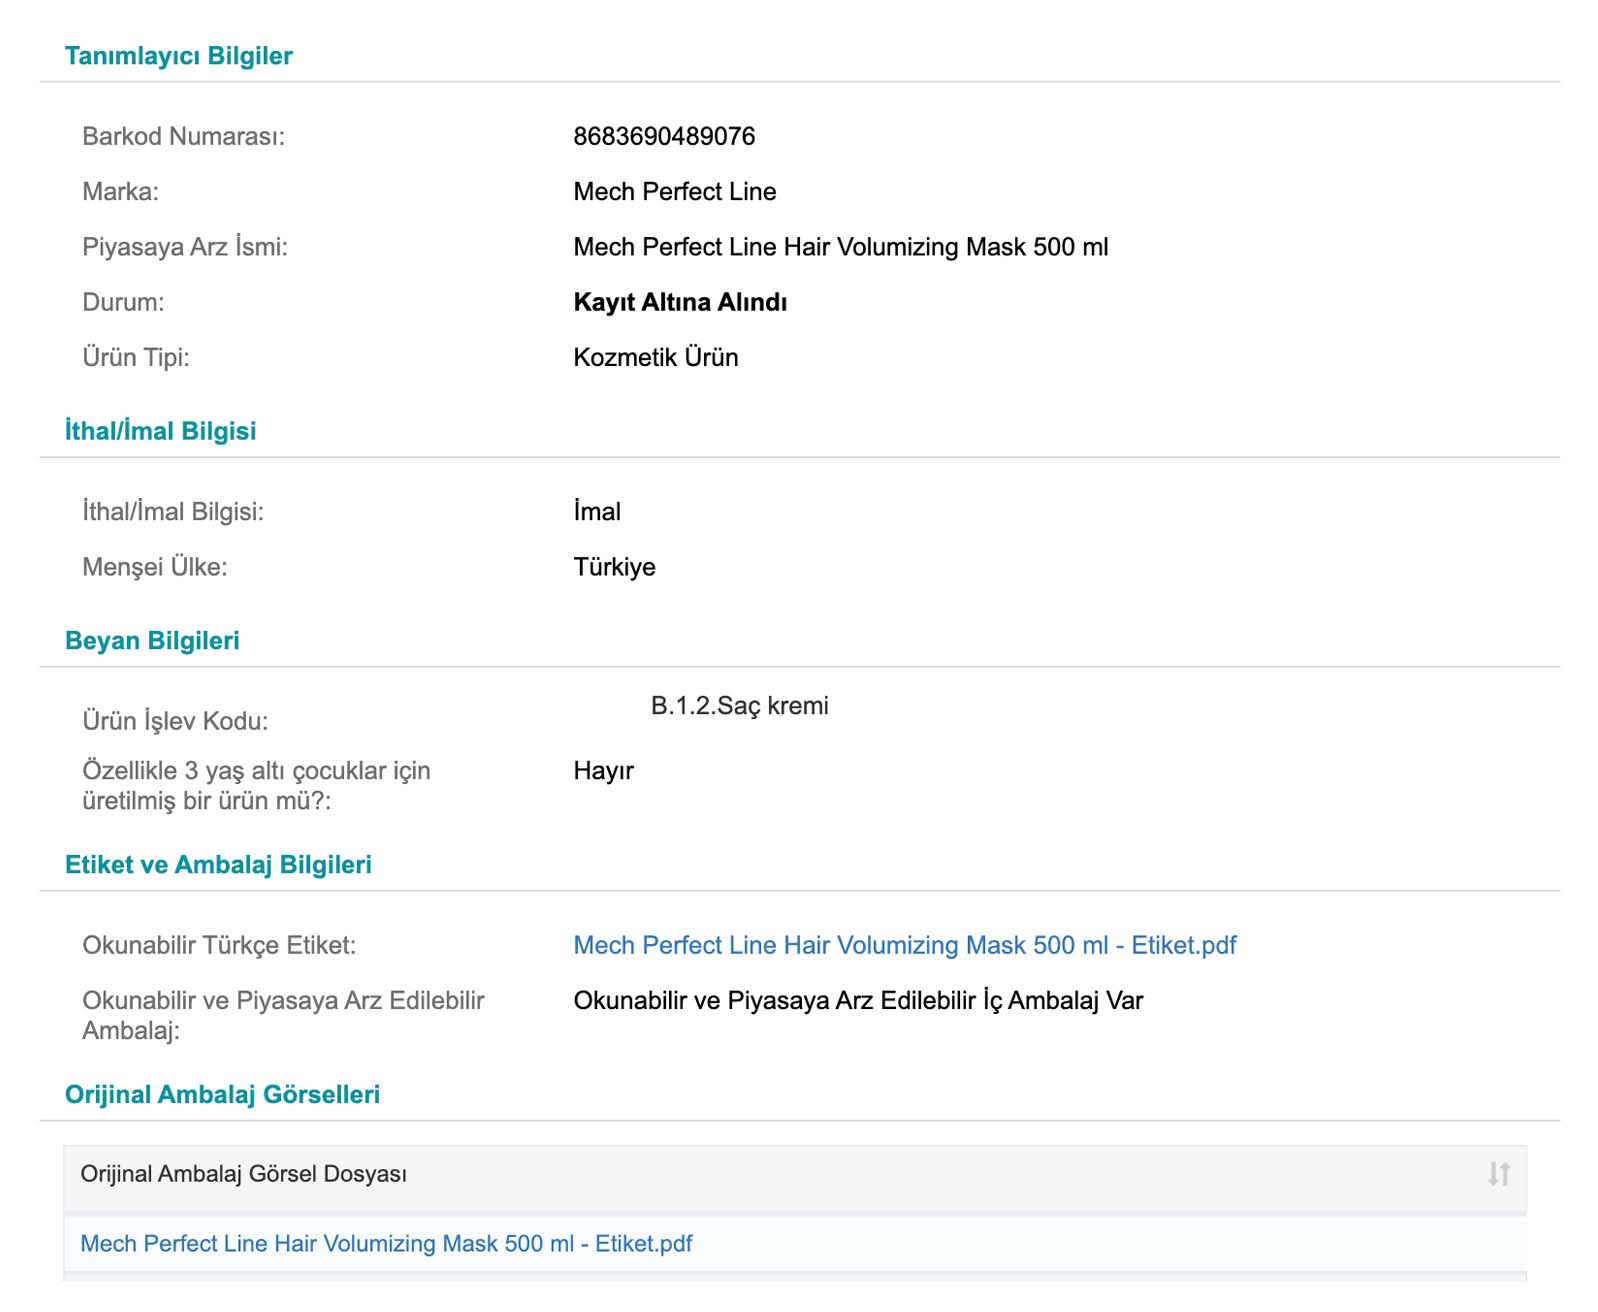 Tanımlayıcı Bilgiler
Barkod Numarası: 8683690489076
Marka: Mech Perfect Line
Piyasaya Arz İsmi: Mech Perfect Line Hair Volumizing Mask 500 ml
Durum: Kayıt Altına Alındı
Ürün Tipi: Kozmetik Ürün
İthal/İmal Bilgisi
İthal/İmal Bilgisi: İmal
Menşei Ülke: Türkiye
Beyan Bilgileri
Ürün İşlev Kodu: B.1.2.Saç kremi
Özellikle 3 yaş altı çocuklar için Hayır
üretilmiş bir ürün mü?:
Etiket ve Ambalaj Bilgileri
Okunabilir Türkçe Etiket: Mech Perfect Line Hair Volumizing Mask 500 ml - Etiket.pdf
Okunabilir ve Piyasaya Arz Edilebilir Okunabilir ve Piyasaya Arz Edilebilir İç Ambalaj Var
Ambalaj:
Orijinal Ambalaj Görselleri
Orijinal Ambalaj Görsel Dosyası
Mech Perfect Line Hair Volumizing Mask 500 ml - Etiket.pdf